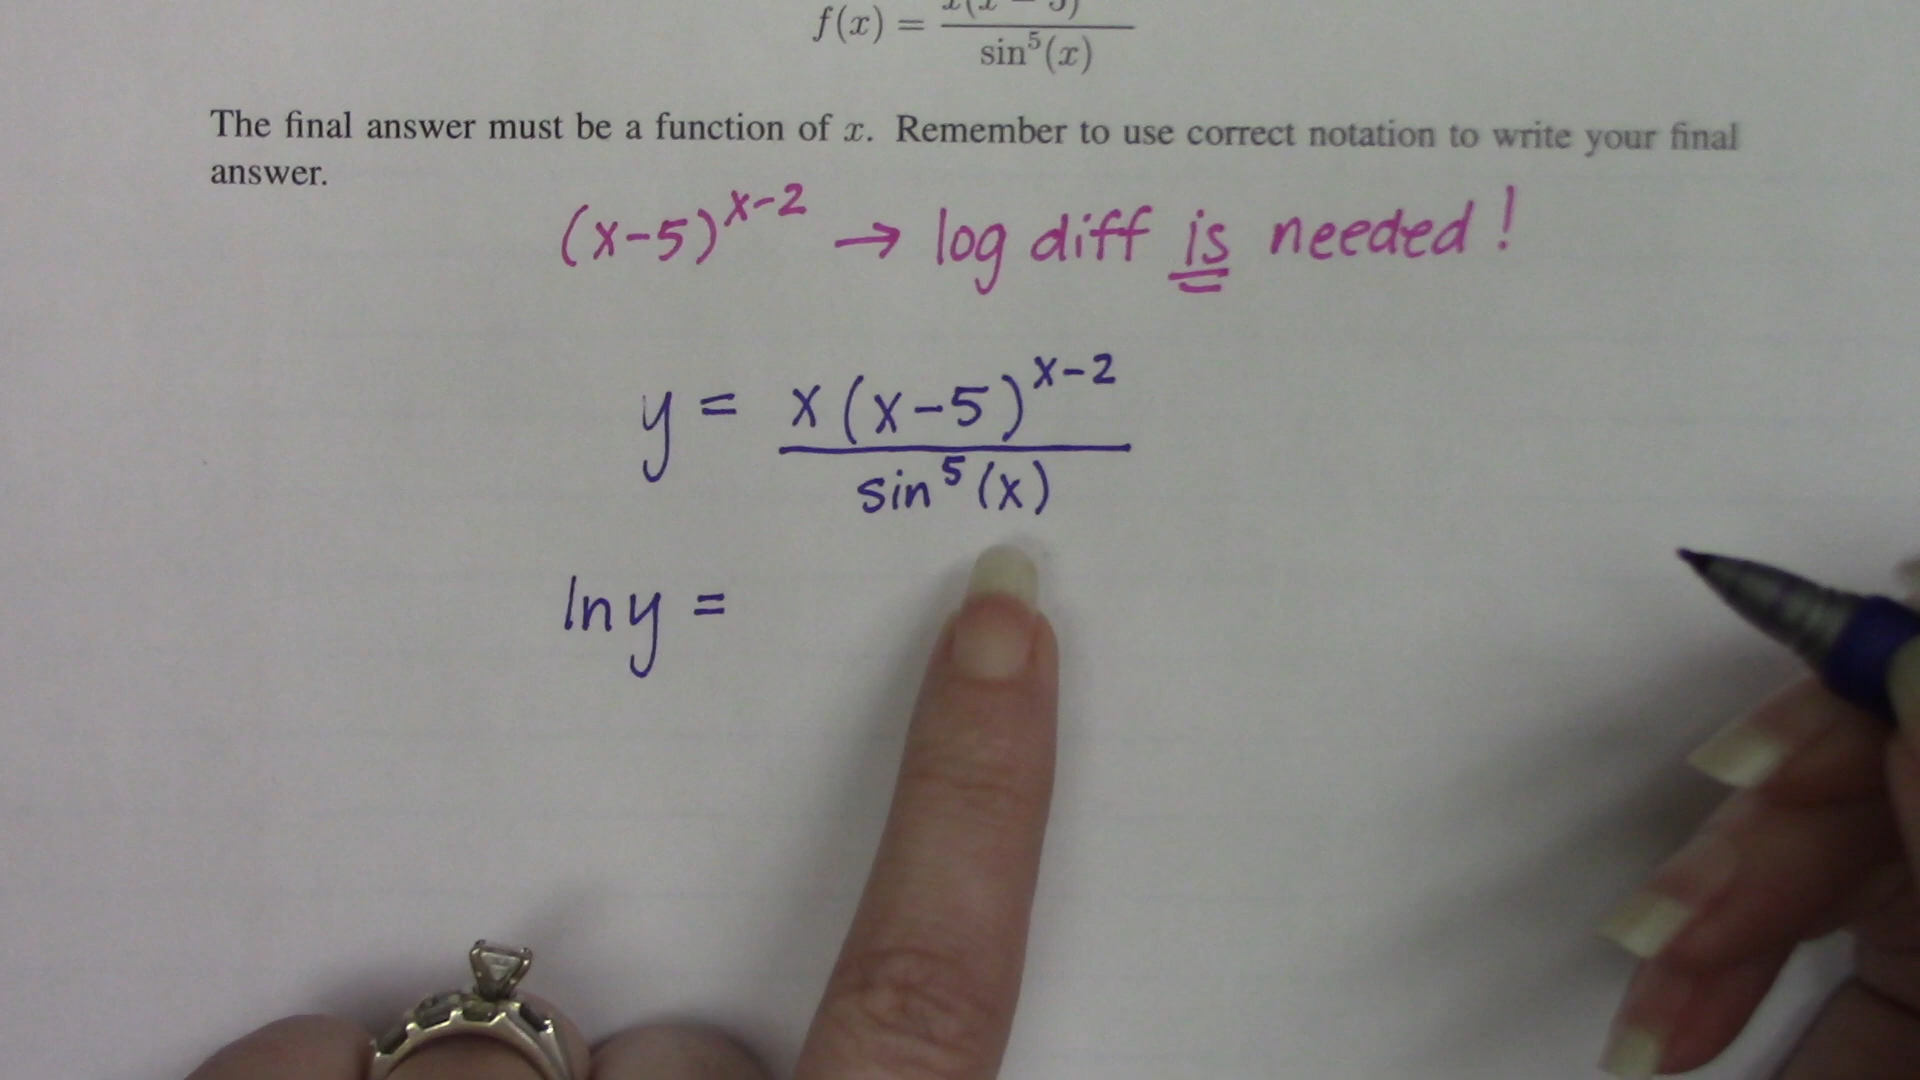 f(x) = x(x − 5) / sin⁵(x)
The final answer must be a function of x. Remember to use correct notation to write your final
answer.
(x-5)^(x-2) → log diff is needed!
y = x(x-5)^(x-2) / sin⁵(x)
ln y =